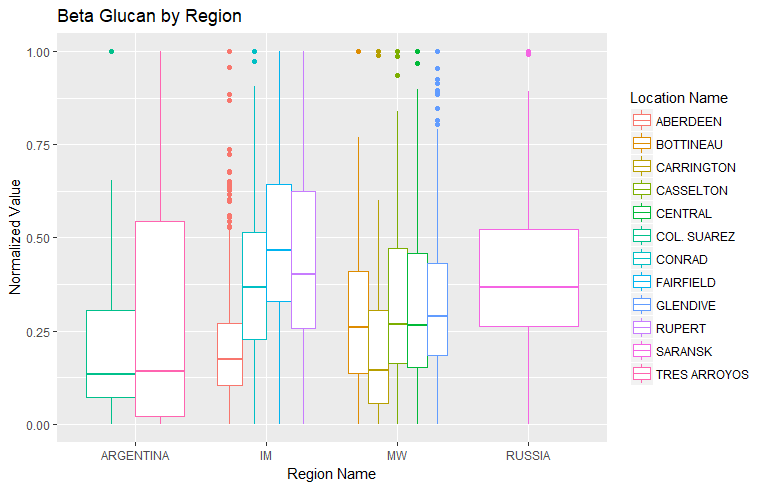 Beta Glucan by Region
1.00
0.75
0.50
0.25
0.00
Normalized Value
ARGENTINA
IM
MW
RUSSIA
Region Name
Location Name
ABERDEEN
BOTTINEAU
CARRINGTON
CASSELTON
CENTRAL
COL. SUAREZ
CONRAD
FAIRFIELD
GLENDIVE
RUPERT
SARANSK
TRES ARROYOS